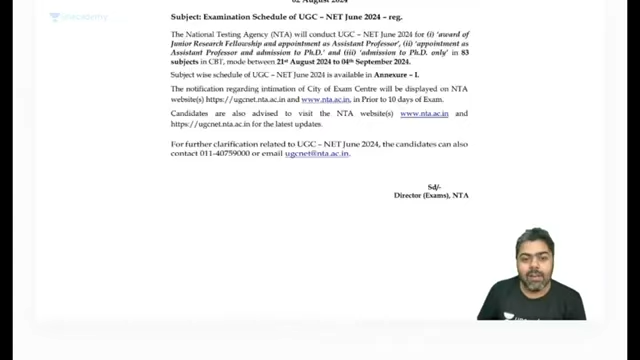 02 August 2024
Subject: Examination Schedule of UGC – NET June 2024 – reg.
The National Testing Agency (NTA) will conduct UGC – NET June 2024 for (i) 'award of
Junior Research Fellowship and appointment as Assistant Professor', (ii) 'appointment as
Assistant Professor and admission to Ph.D.' and (iii) 'admission to Ph.D. only' in 83
subjects in CBT, mode between 21st August 2024 to 04th September 2024.
Subject wise schedule of UGC – NET June 2024 is available in Annexure – I.
The notification regarding intimation of City of Exam Centre will be displayed on NTA
website(s) https://ugcnet.nta.ac.in and www.nta.ac.in, in Prior to 10 days of Exam.
Candidates are also advised to visit the NTA website(s) www.nta.ac.in and
https://ugcnet.nta.ac.in for the latest updates.
For further clarification related to UGC – NET June 2024, the candidates can also
contact 011-40759000 or email ugcnet@nta.ac.in.
Sd/-
Director (Exams), NTA